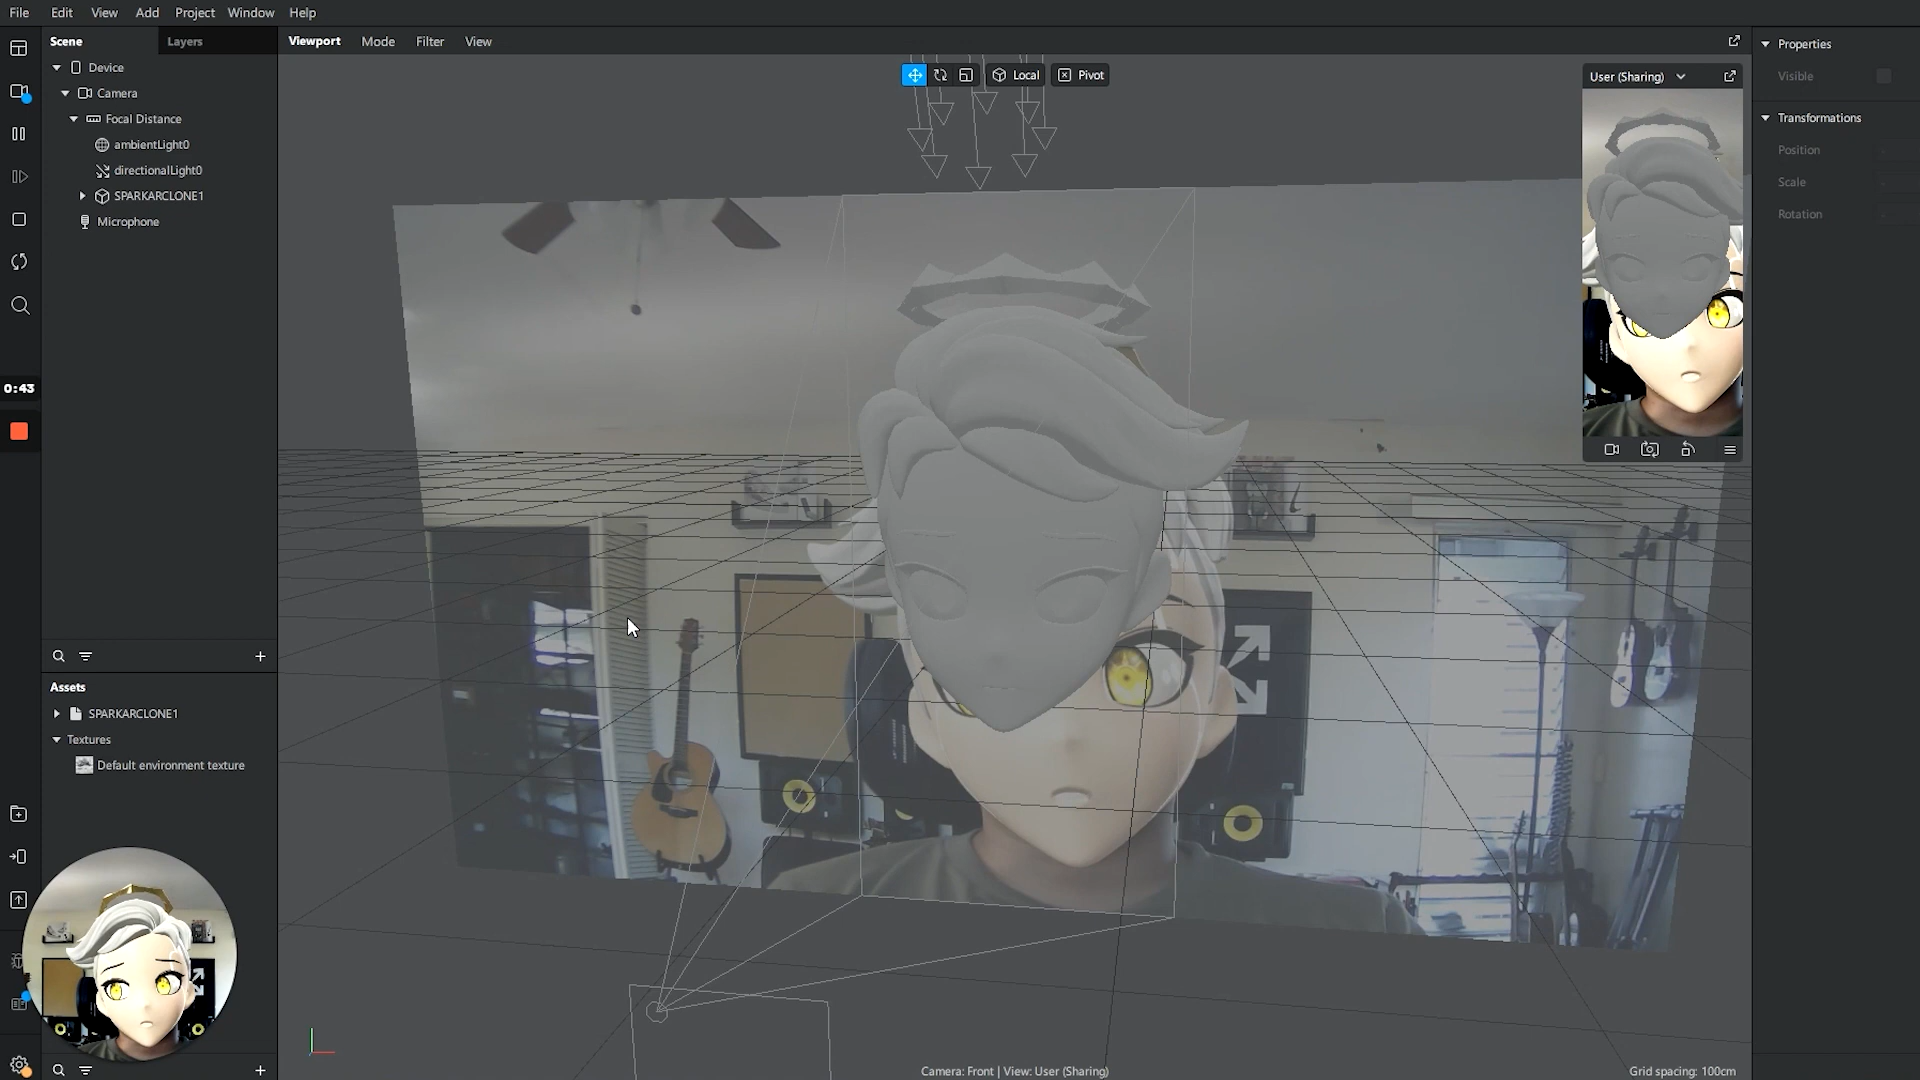 File Edit View Add Project Window Help
Scene Layers
Device
Camera
Focal Distance
ambientLight0
directionalLight0
SPARKARCLONE1
Microphone
0:43
Assets
SPARKARCLONE1
Textures
Default environment texture
Viewport Mode Filter View
Local Pivot
User (Sharing)
Camera: Front | View: User (Sharing)
Grid spacing: 100cm
Properties
Visible
Transformations
Position
Scale
Rotation